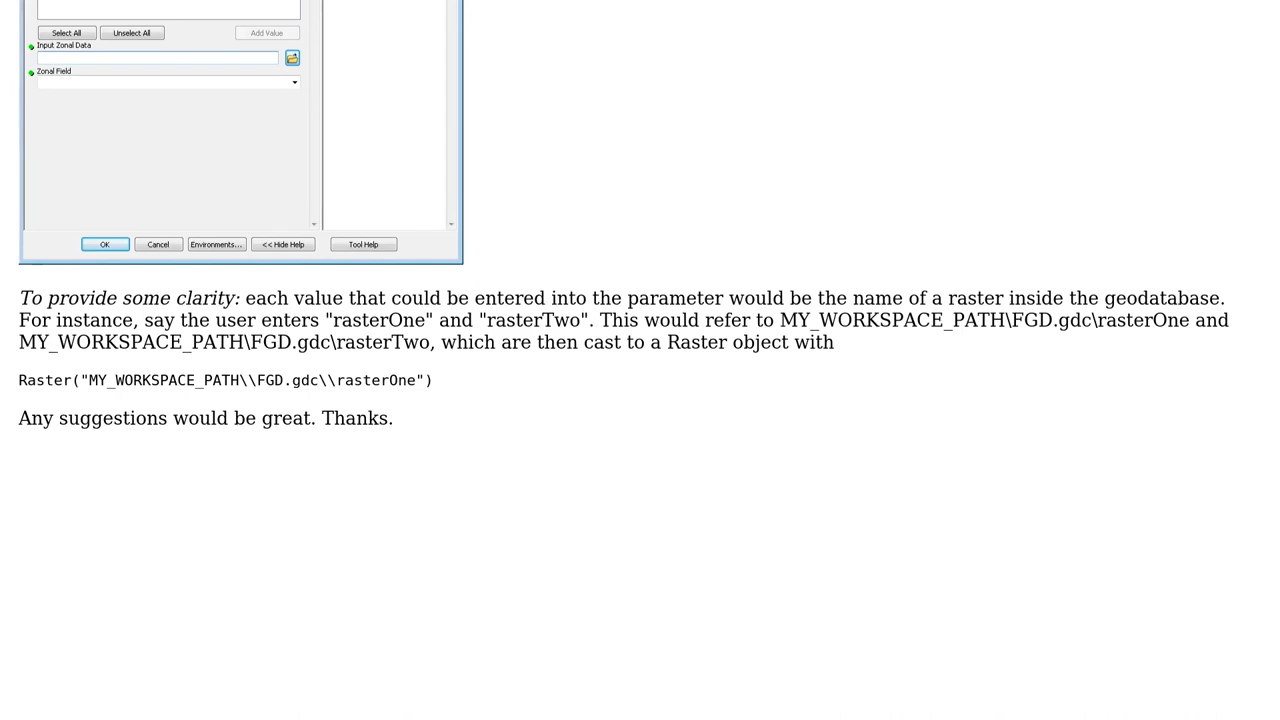 Select All Unselect All Add Value
Input Zonal Data
Zonal Field
OK Cancel Environments... << Hide Help Tool Help
To provide some clarity: each value that could be entered into the parameter would be the name of a raster inside the geodatabase.
For instance, say the user enters "rasterOne" and "rasterTwo". This would refer to MY_WORKSPACE_PATH\FGD.gdc\rasterOne and
MY_WORKSPACE_PATH\FGD.gdc\rasterTwo, which are then cast to a Raster object with
Raster("MY_WORKSPACE_PATH\\FGD.gdc\\rasterOne")
Any suggestions would be great. Thanks.